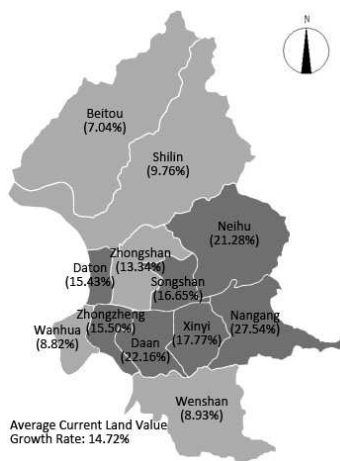 N
Beitou
(7.04%)
Shilin
(9.76%)
Neihu
(21.28%)
Zhongshan
(13.34%)
Daton
(15.43%)
Songshan
(16.65%)
Nangang
(27.54%)
Zhongzheng
(15.50%)
Xinyi
(17.77%)
Wanhua
(8.82%)
Daan
(22.16%)
Wenshan
(8.93%)
Average Current Land Value
Growth Rate: 14.72%